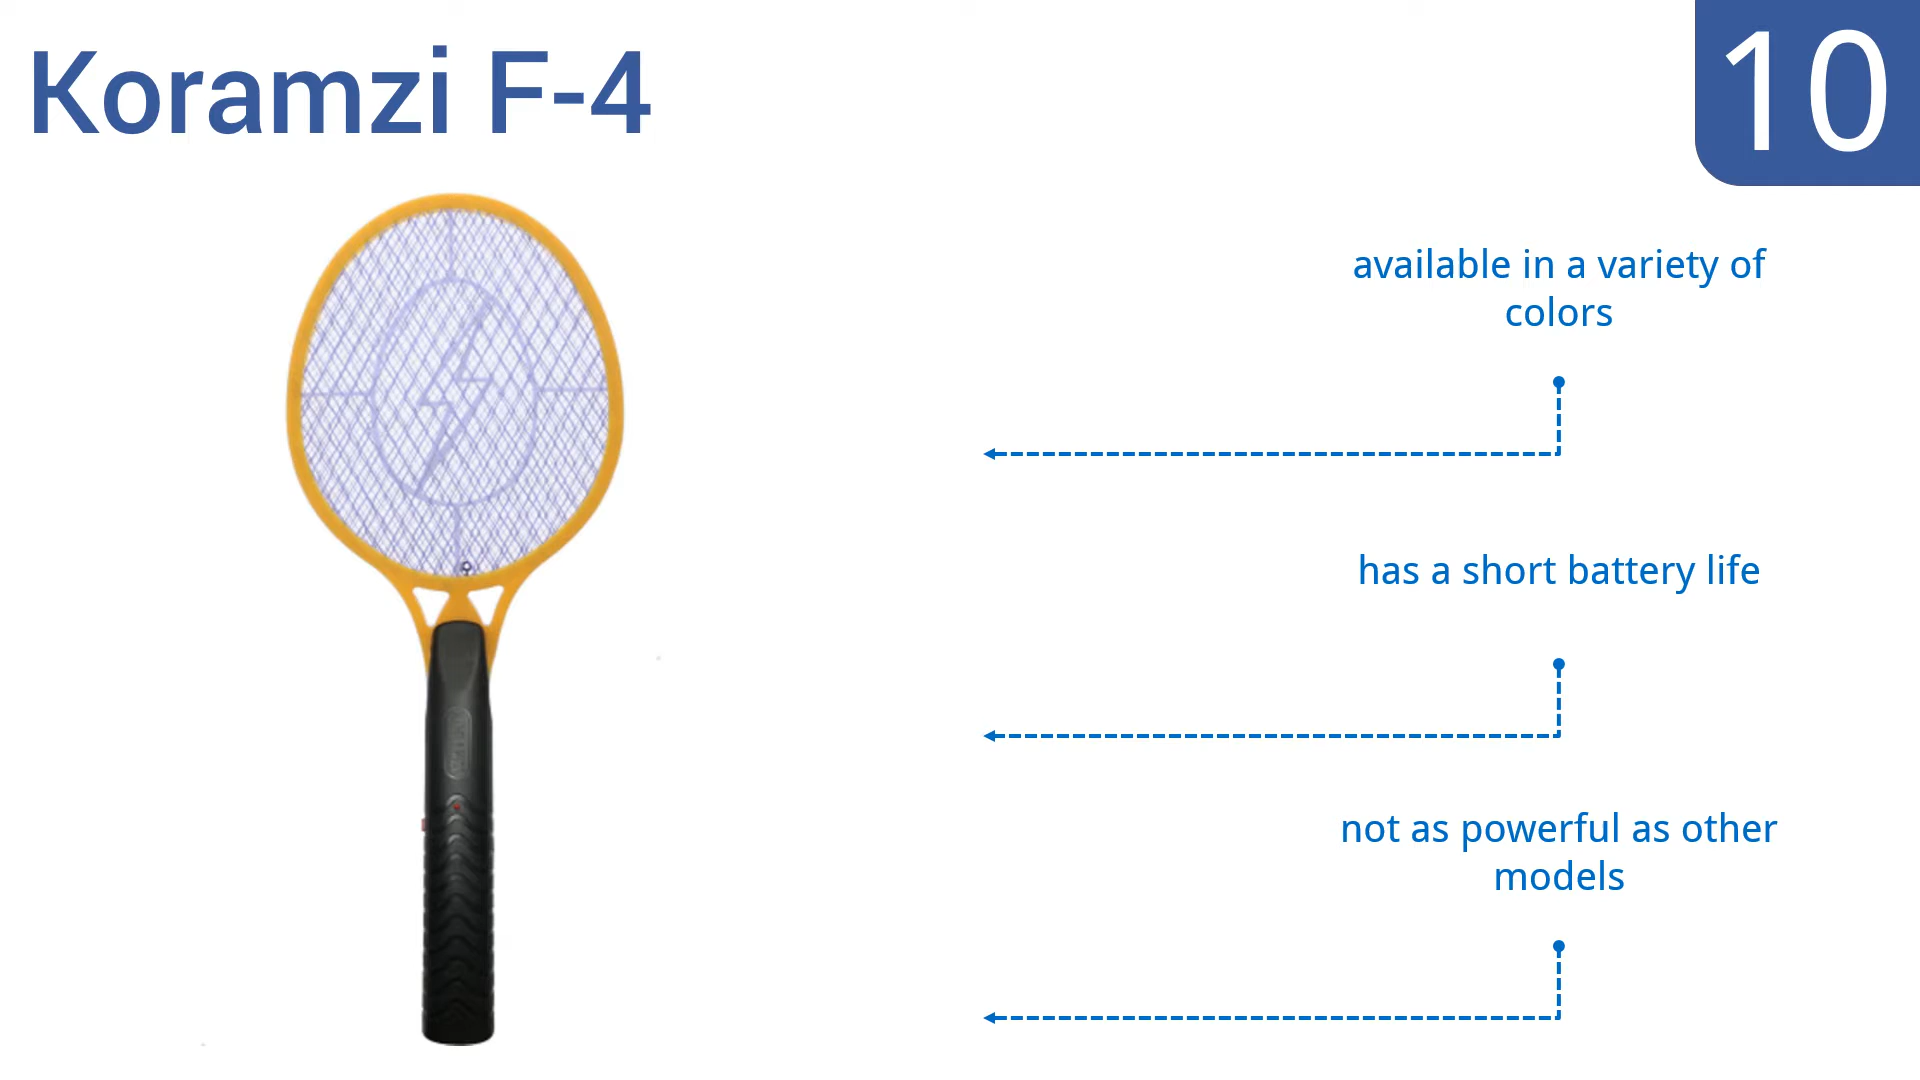 Koramzi F-4
10
available in a variety of
colors
has a short battery life
not as powerful as other
models